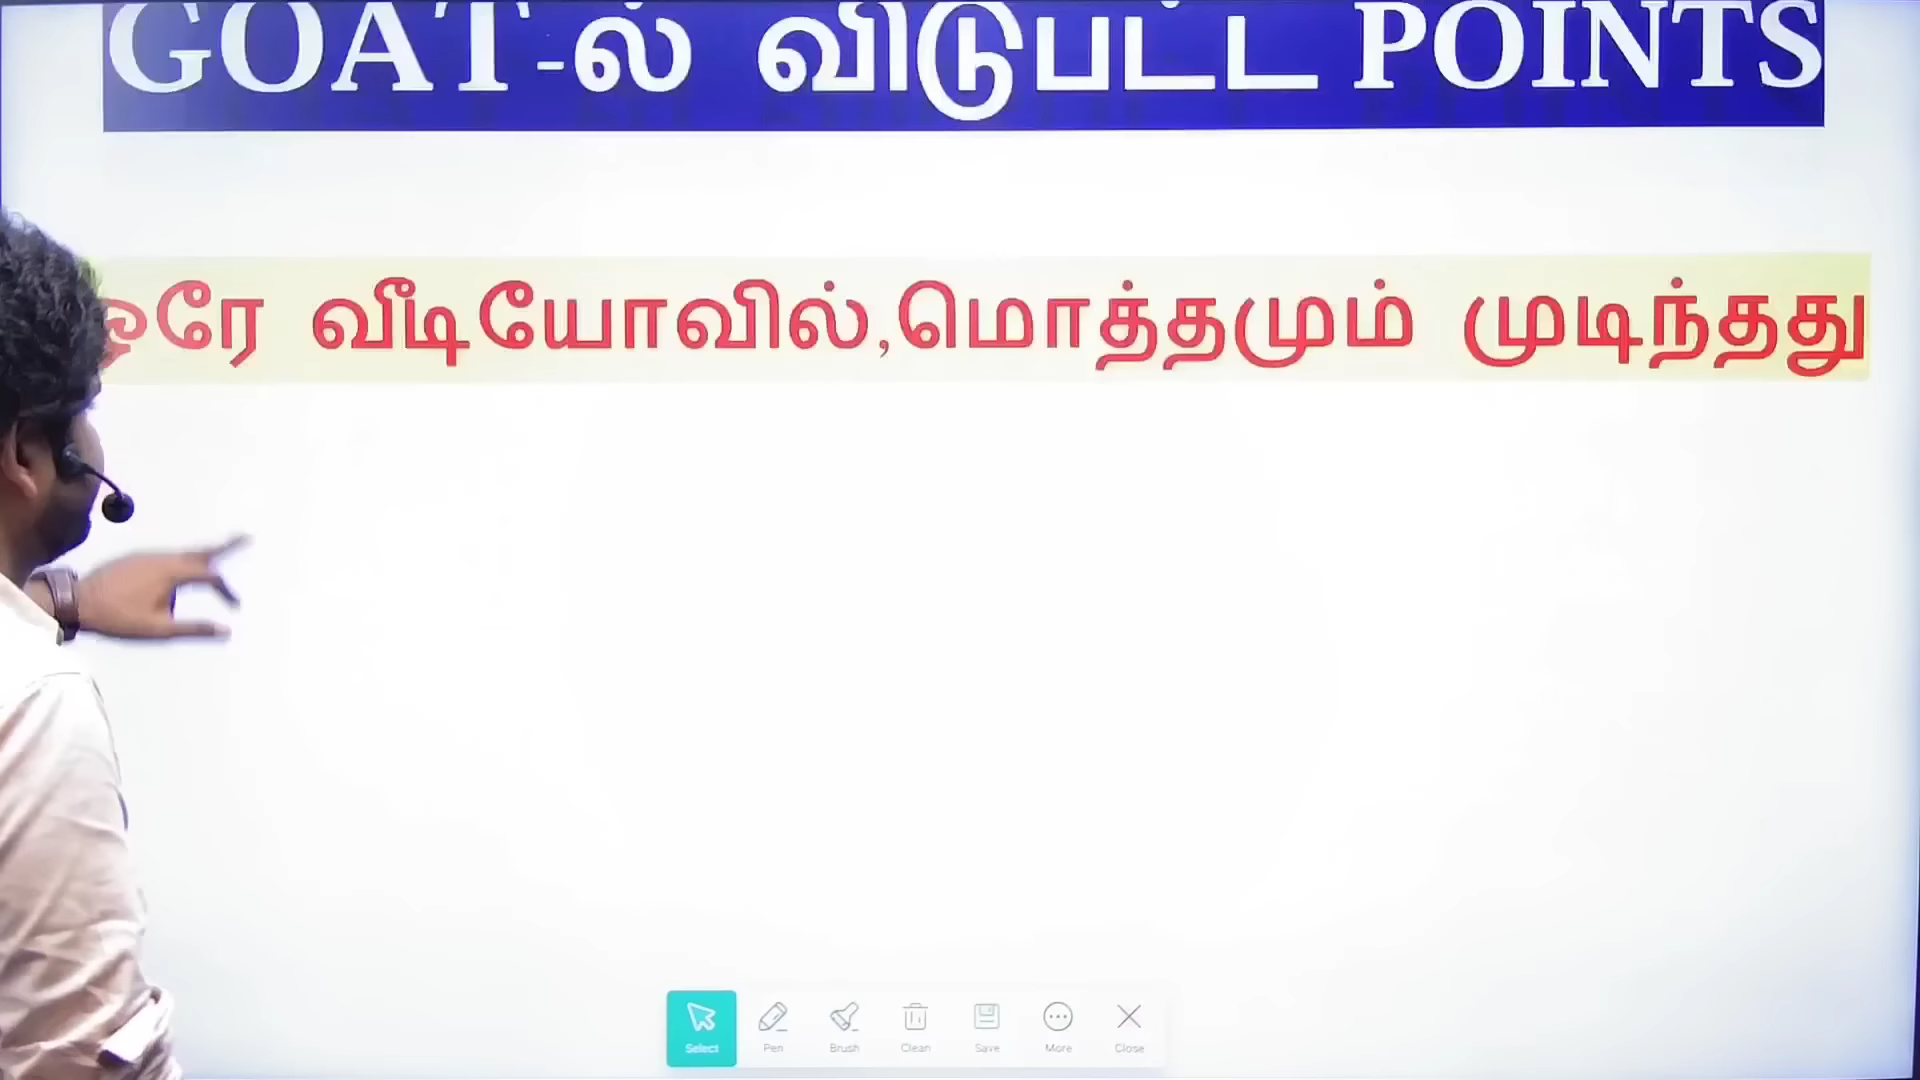 GOAT-ல் விடுபட்ட POINTS
ஒரே வீடியோவில்,மொத்தமும் முடிந்தது
Select Pen Brush Clean Save More Close